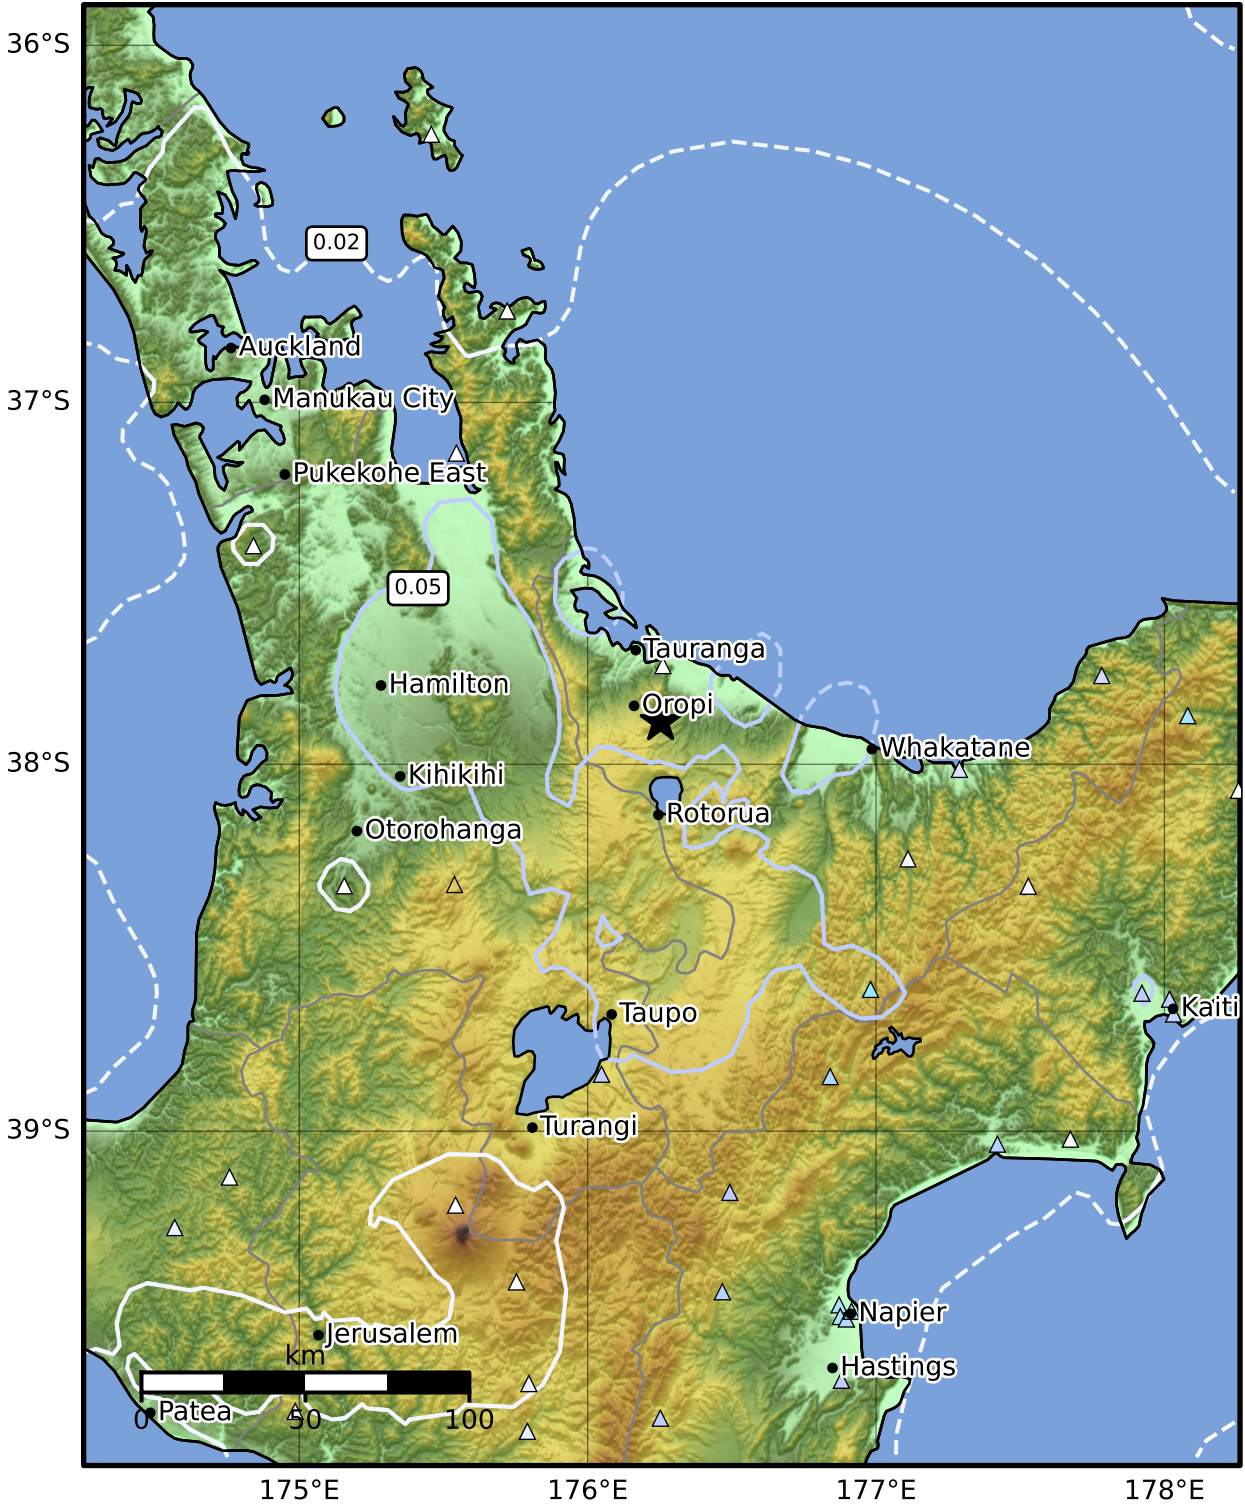 36°S
0.02
Auckland
37°S
Manukau City
Pukekohe East
0.05
Tauranga
Hamilton
Oropi
Whakatane
38°S
Kihikihi
Rotorua
Otorohanga
Kaiti
Taupo
39°S
Turangi
Napier
Jerusalem
km
Hastings
Patea
0 50 100
175°E 176°E 177°E 178°E